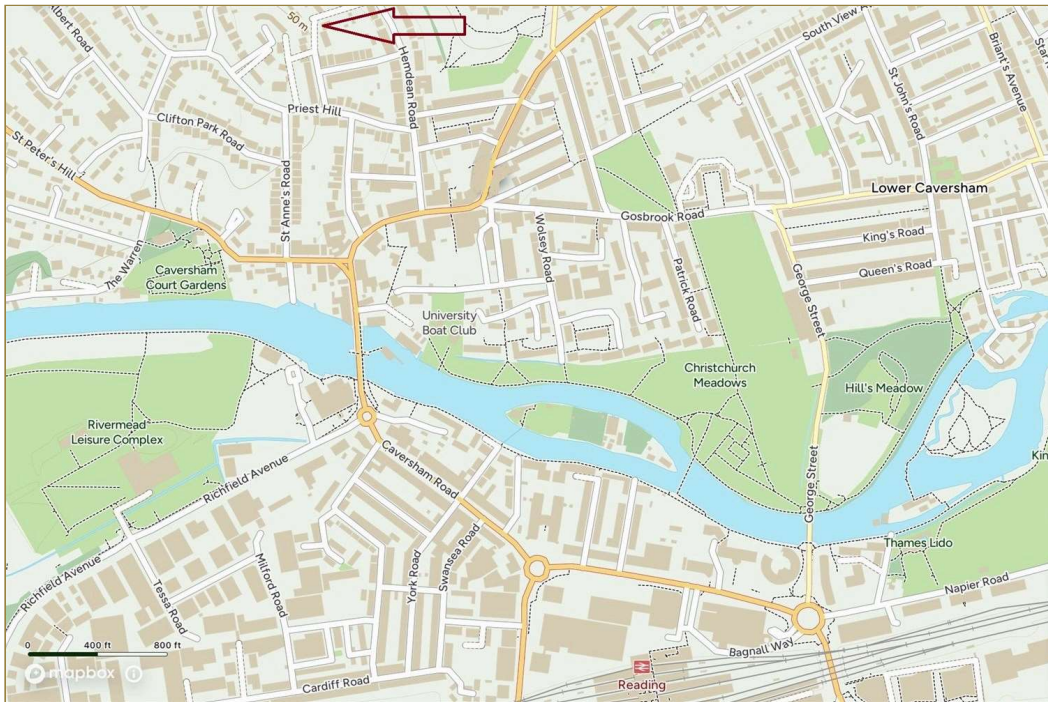 Albert Road
50 m
Hemdean Road
South View A
Briant's Avenue
Star
St John's Road
Priest Hill
Clifton Park Road
St Peter's Hill
St Anne's Road
Lower Caversham
Gosbrook Road
Wolsey Road
King's Road
Queen's Road
The Warren
Caversham
Court Gardens
Patrick Road
George Street
University
Boat Club
Christchurch
Meadows
Hill's Meadow
Rivermead
Leisure Complex
Kin
Richfield Avenue
Caversham Road
George Street
Thames Lido
Richfield Avenue
Tessa Road
Milford Road
York Road
Swansea Road
Napier Road
Bagnall Way
0 400 ft 800 ft
mapbox
Cardiff Road
Reading